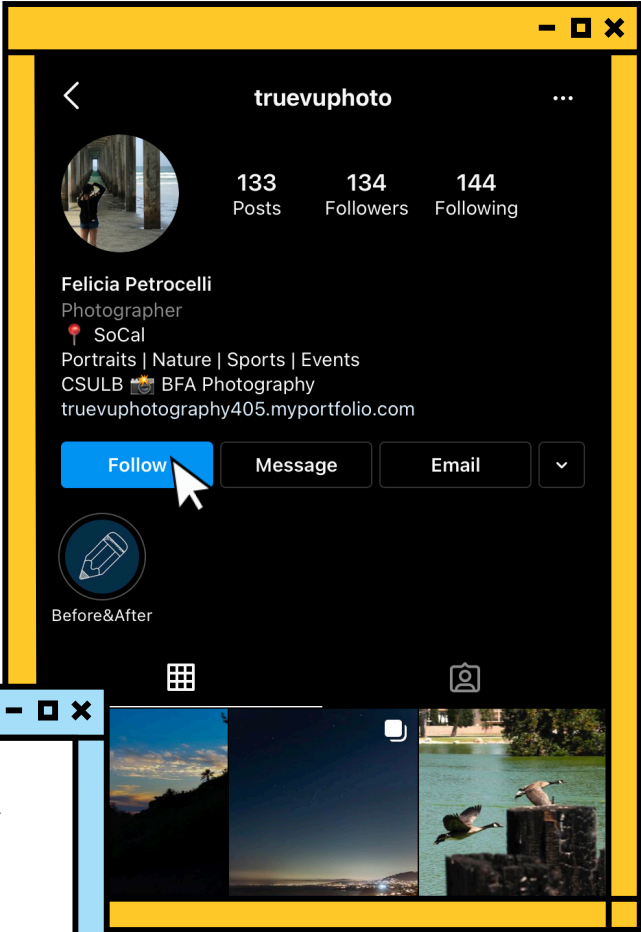 truevuphoto
133 134 144
Posts Followers Following
Felicia Petrocelli
Photographer
📍 SoCal
Portraits | Nature | Sports | Events
CSULB 📸 BFA Photography
truevuphotography405.myportfolio.com
Follow Message Email
Before&After